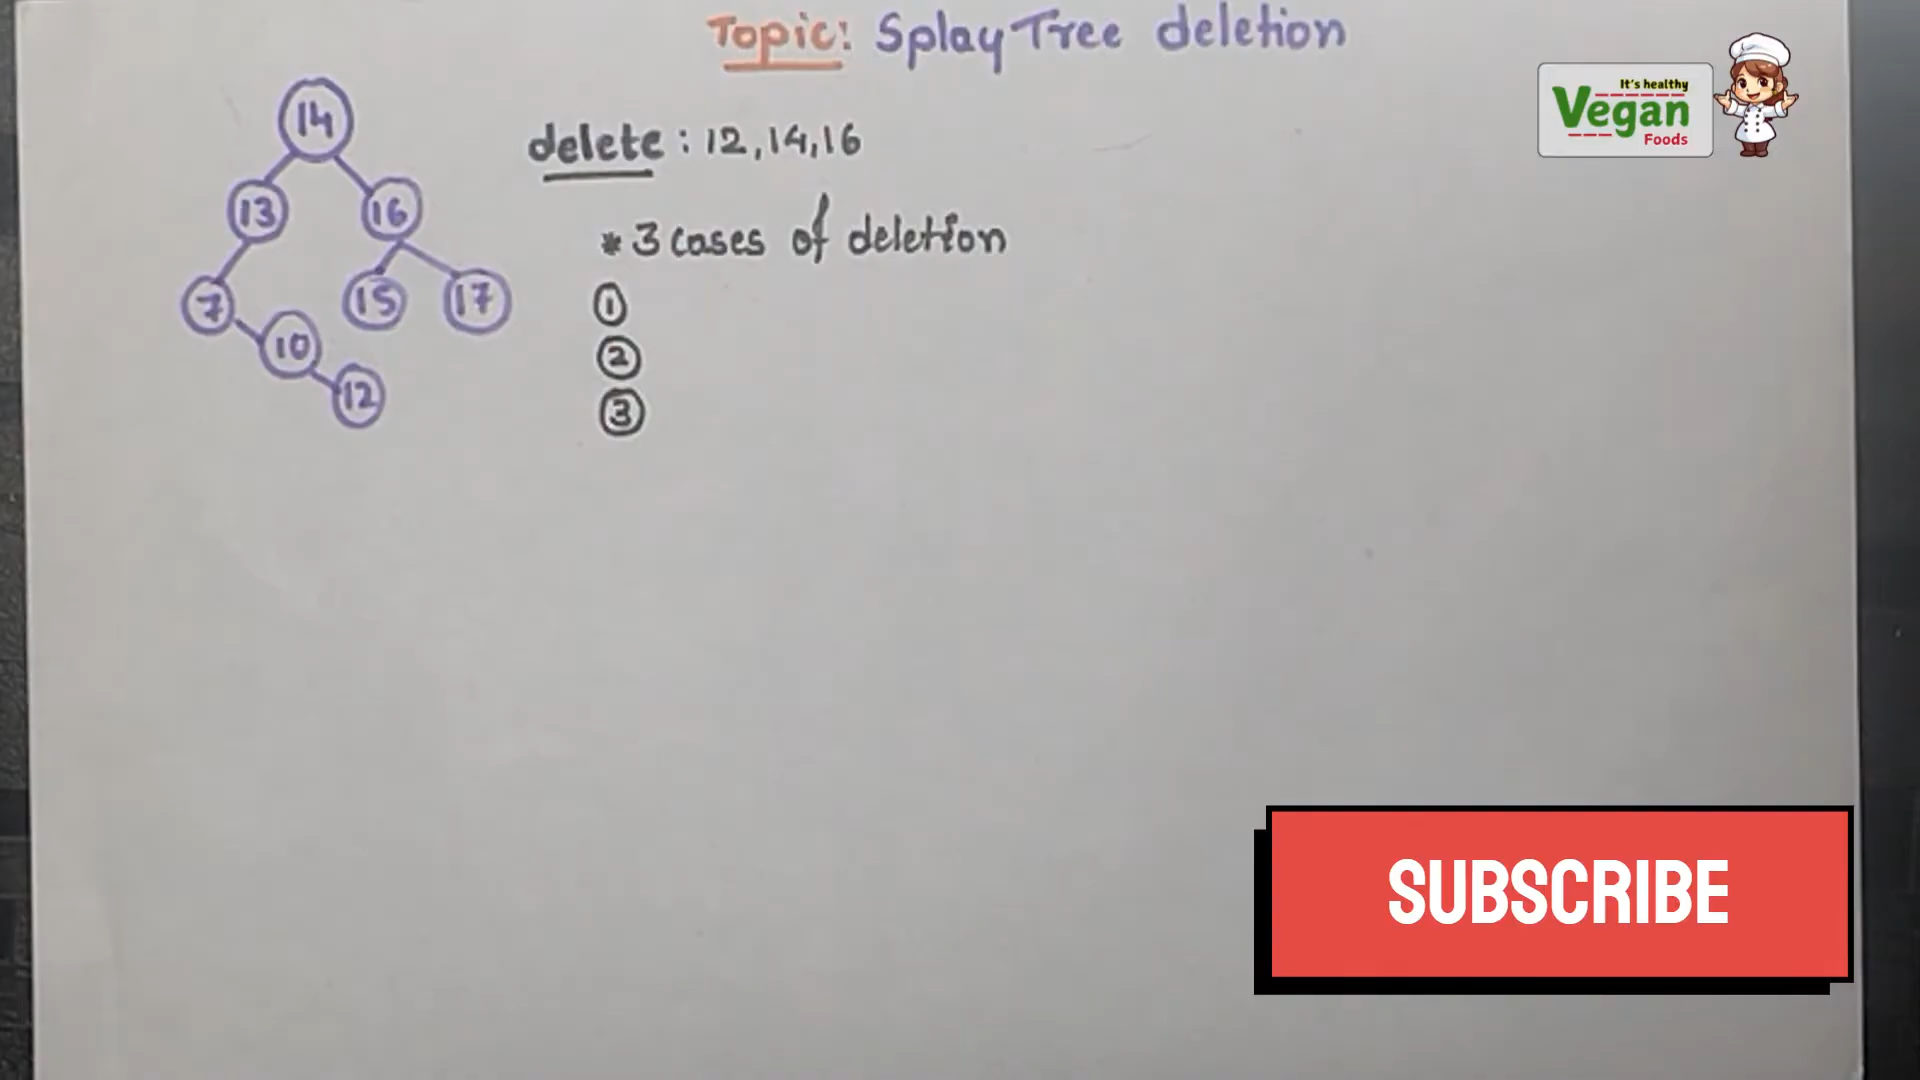 Topic: Splay Tree deletion
It's healthy
Vegan
Foods
14
13
16
7
15
17
10
12
delete : 12,14,16
* 3 cases of deletion
1
2
3
SUBSCRIBE